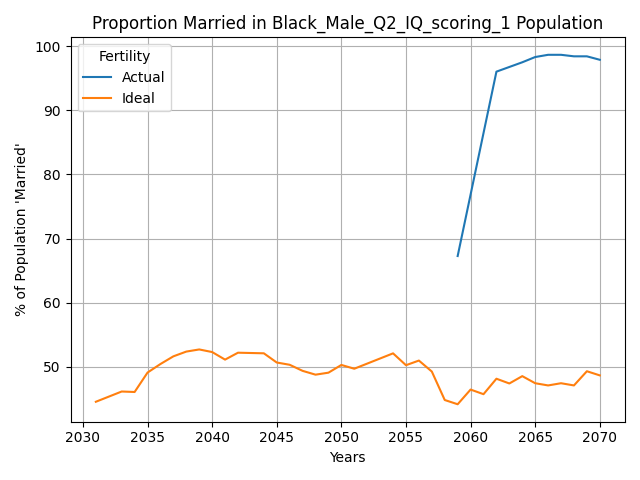 Proportion Married in Black_Male_Q2_IQ_scoring_1 Population
% of Population 'Married'
100
90
80
70
60
50
Fertility
Actual
Ideal
2030 2035 2040 2045 2050 2055 2060 2065 2070
Years